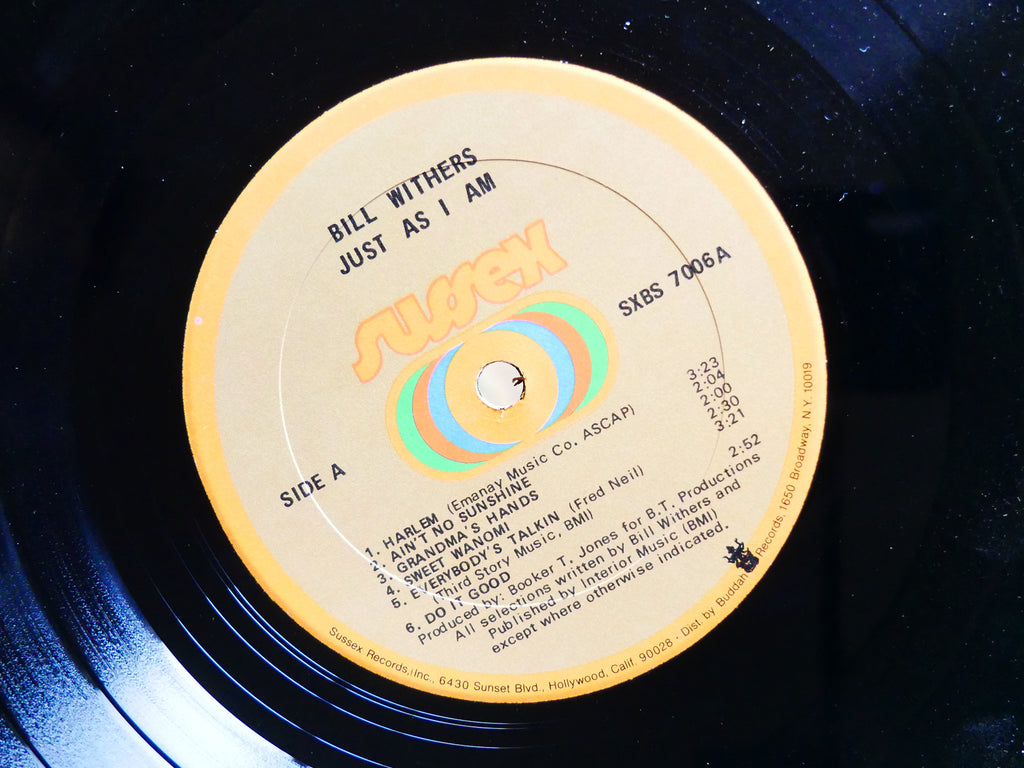 BILL WITHERS
JUST AS I AM
sussex
SXBS 7006A
SIDE A
1. HARLEM (Emanay Music Co. ASCAP) 3:23
2. AIN'T NO SUNSHINE 2:04
3. GRANDMA'S HANDS 2:00
4. SWEET WANOMI 2:30
5. EVERYBODY'S TALKIN (Fred Neil) 3:21
(Third Story Music, BMI)
6. DO IT GOOD 2:52
Produced by: Booker T. Jones for B.T. Productions
All selections written by Bill Withers and
Published by Interior Music (BMI)
except where otherwise indicated.
Sussex Records, Inc., 6430 Sunset Blvd., Hollywood, Calif. 90028 · Dist. by Buddah Records, 1650 Broadway, N.Y. 10019